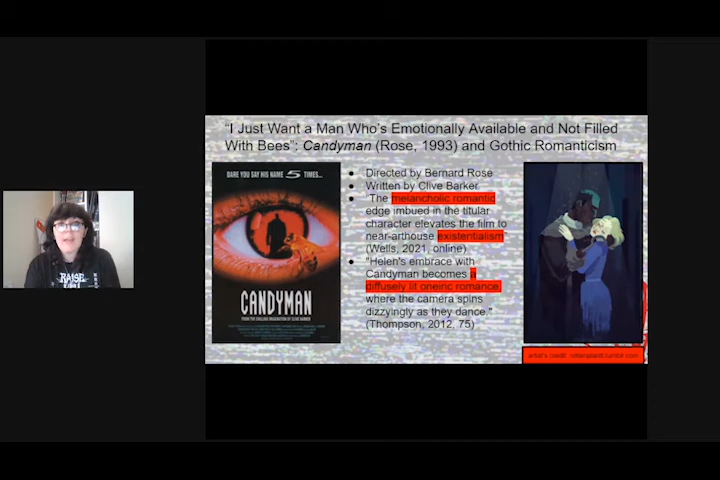 "I Just Want a Man Who's Emotionally Available and Not Filled
With Bees": Candyman (Rose, 1993) and Gothic Romanticism
DARE YOU SAY HIS NAME 5 TIMES...
CANDYMAN
● Directed by Bernard Rose
● Written by Clive Barker
● "The melancholic romantic
edge imbued in the titular
character elevates the film to
near-arthouse existentialism
(Wells, 2021, online)
● "Helen's embrace with
Candyman becomes a
diffusely lit oneiric romance,
where the camera spins
dizzyingly as they dance."
(Thompson, 2012, 75)
artist's credit:
RAISE